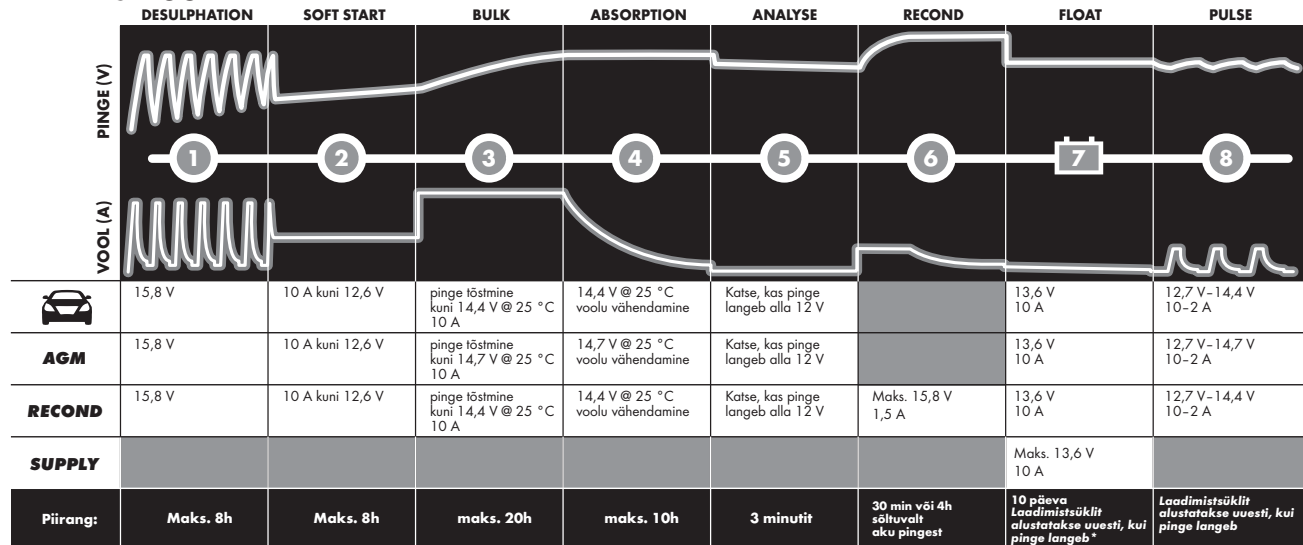 DESULPHATION SOFT START BULK ABSORPTION ANALYSE RECOND FLOAT PULSE
PINGE (V)
1 2 3 4 5 6 7 8
VOOL (A)
15,8 V 10 A kuni 12,6 V pinge tõstmine 14,4 V @ 25 °C Katse, kas pinge 13,6 V 12,7 V–14,4 V
kuni 14,4 V @ 25 °C voolu vähendamine langeb alla 12 V 10 A 10–2 A
10 A
AGM 15,8 V 10 A kuni 12,6 V pinge tõstmine 14,7 V @ 25 °C Katse, kas pinge 13,6 V 12,7 V–14,7 V
kuni 14,7 V @ 25 °C voolu vähendamine langeb alla 12 V 10 A 10–2 A
10 A
RECOND 15,8 V 10 A kuni 12,6 V pinge tõstmine 14,4 V @ 25 °C Katse, kas pinge Maks. 15,8 V 13,6 V 12,7 V–14,4 V
kuni 14,4 V @ 25 °C voolu vähendamine langeb alla 12 V 1,5 A 10 A 10–2 A
10 A
SUPPLY Maks. 13,6 V
10 A
Piirang: Maks. 8h Maks. 8h maks. 20h maks. 10h 3 minutit 30 min või 4h 10 päeva Laadimistsüklit
sõltuvalt Laadimistsüklit alustatakse uuesti, kui
aku pingest alustatakse uuesti, kui pinge langeb
pinge langeb*